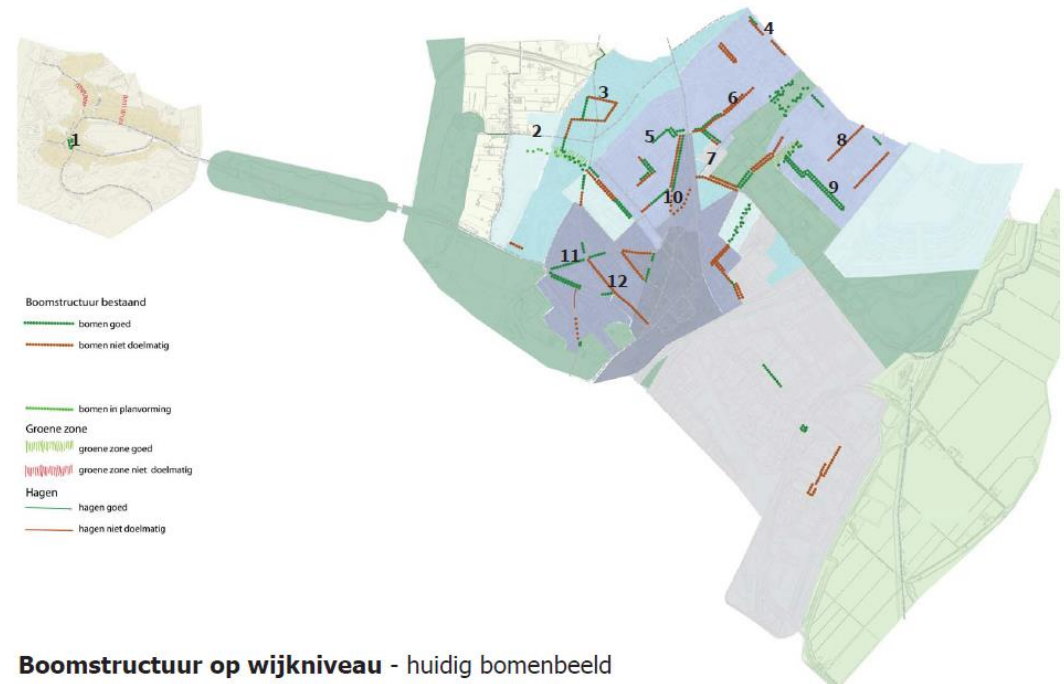 1
2
3
4
5
6
7
8
9
10
11
12
Boomstructuur bestaand
bomen goed
bomen niet doelmatig
bomen in planvorming
Groene zone
groene zone goed
groene zone niet doelmatig
Hagen
hagen goed
hagen niet doelmatig
Boomstructuur op wijkniveau - huidig bomenbeeld